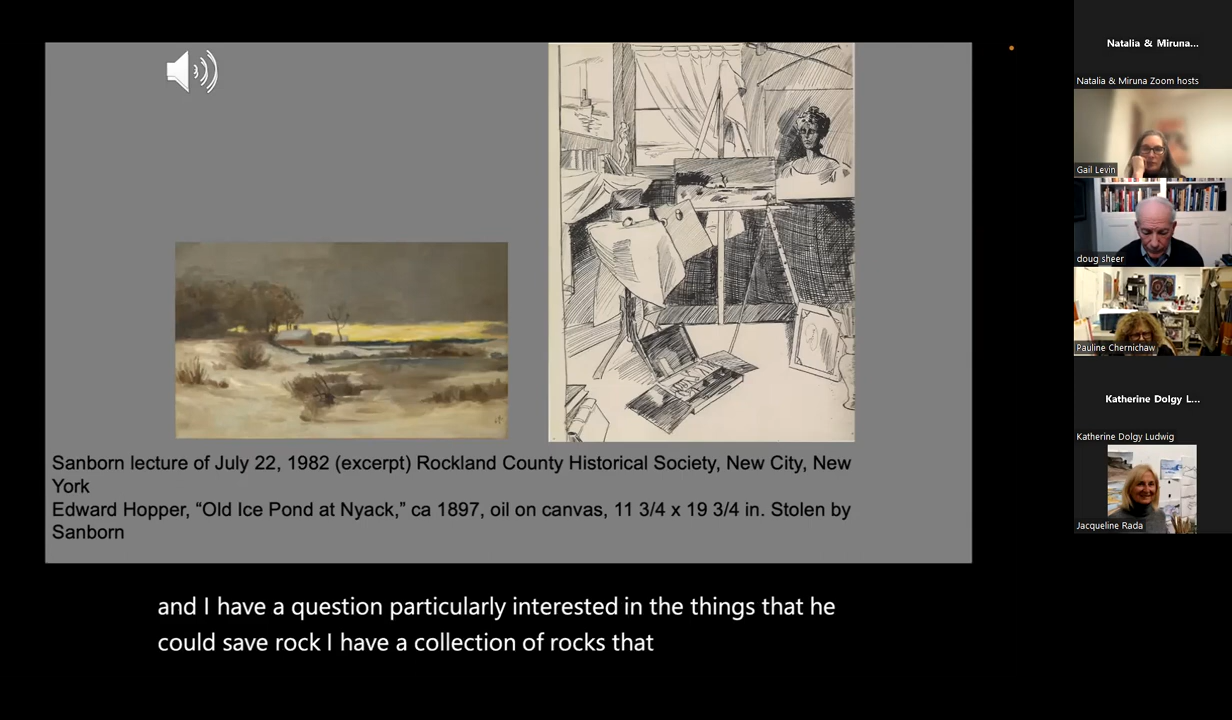 Sanborn lecture of July 22, 1982 (excerpt) Rockland County Historical Society, New City, New
York
Edward Hopper, “Old Ice Pond at Nyack,” ca 1897, oil on canvas, 11 3/4 x 19 3/4 in. Stolen by
Sanborn
and I have a question particularly interested in the things that he
could save rock I have a collection of rocks that
Natalia & Miruna...
Natalia & Miruna Zoom hosts
Gail Levin
doug sheer
Pauline Chernichaw
Katherine Dolgy L...
Katherine Dolgy Ludwig
Jacqueline Rada